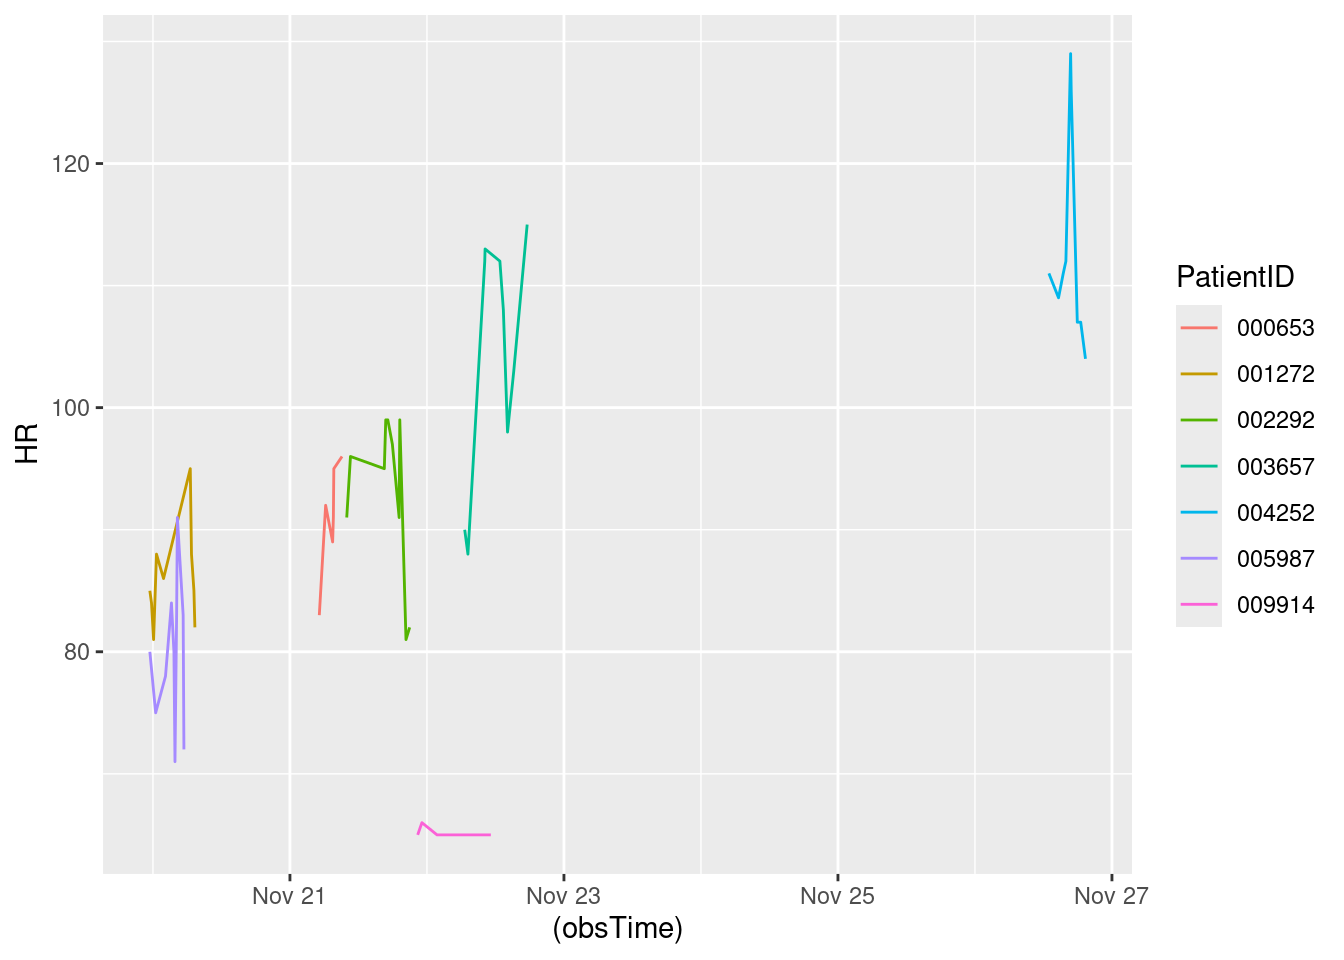 120
100
80
HR
Nov 21
Nov 23
Nov 25
Nov 27
(obsTime)
PatientID
000653
001272
002292
003657
004252
005987
009914